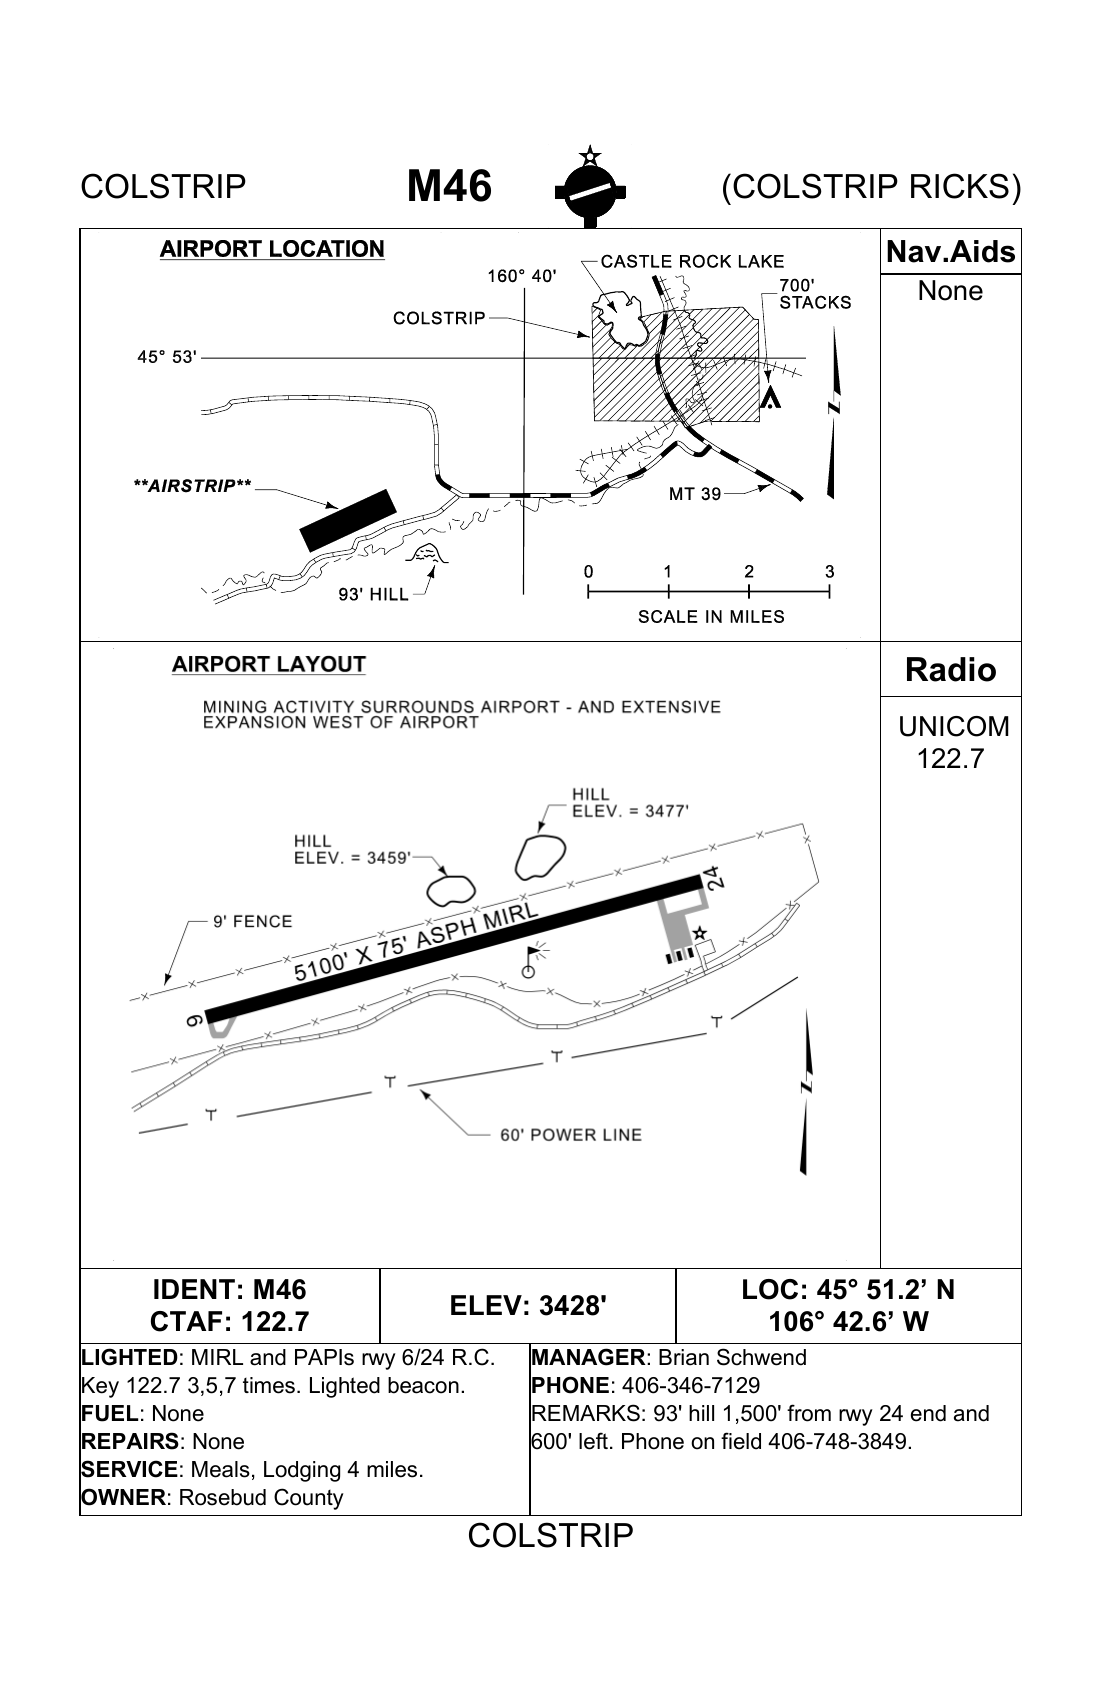 COLSTRIP M46 (COLSTRIP RICKS)
AIRPORT LOCATION
Nav.Aids
None
CASTLE ROCK LAKE
160° 40'
700'
STACKS
COLSTRIP
45° 53'
N
**AIRSTRIP**
MT 39
93' HILL
0 1 2 3
SCALE IN MILES
AIRPORT LAYOUT
Radio
UNICOM
122.7
MINING ACTIVITY SURROUNDS AIRPORT - AND EXTENSIVE
EXPANSION WEST OF AIRPORT
HILL
ELEV. = 3477'
HILL
ELEV. = 3459'
24
9' FENCE
5100' X 75' ASPH MIRL
6
N
60' POWER LINE
IDENT: M46
CTAF: 122.7
ELEV: 3428'
LOC: 45° 51.2’ N
106° 42.6’ W
LIGHTED: MIRL and PAPIs rwy 6/24 R.C.
Key 122.7 3,5,7 times. Lighted beacon.
FUEL: None
REPAIRS: None
SERVICE: Meals, Lodging 4 miles.
OWNER: Rosebud County
MANAGER: Brian Schwend
PHONE: 406-346-7129
REMARKS: 93' hill 1,500' from rwy 24 end and
600' left. Phone on field 406-748-3849.
COLSTRIP